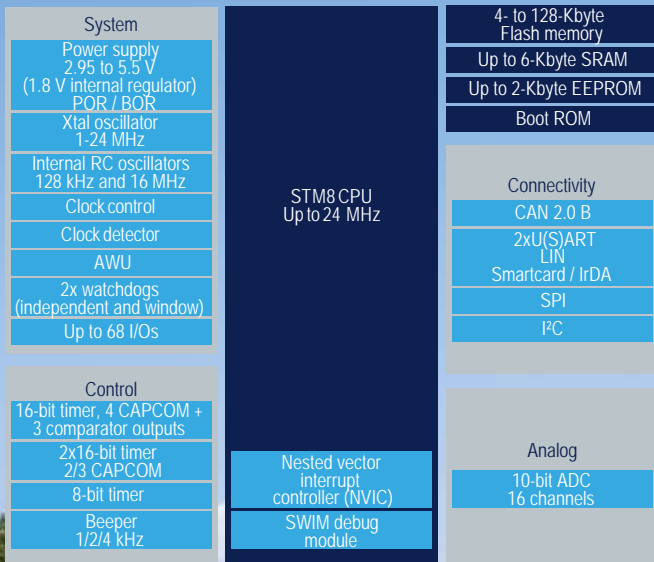 System
Power supply
2.95 to 5.5 V
(1.8 V internal regulator)
POR / BOR
Xtal oscillator
1-24 MHz
Internal RC oscillators
128 kHz and 16 MHz
Clock control
Clock detector
AWU
2x watchdogs
(independent and window)
Up to 68 I/Os
Control
16-bit timer, 4 CAPCOM +
3 comparator outputs
2x16-bit timer
2/3 CAPCOM
8-bit timer
Beeper
1/2/4 kHz
STM8 CPU
Up to 24 MHz
Nested vector
interrupt
controller (NVIC)
SWIM debug
module
4- to 128-Kbyte
Flash memory
Up to 6-Kbyte SRAM
Up to 2-Kbyte EEPROM
Boot ROM
Connectivity
CAN 2.0 B
2xU(S)ART
LIN
Smartcard / IrDA
SPI
I²C
Analog
10-bit ADC
16 channels